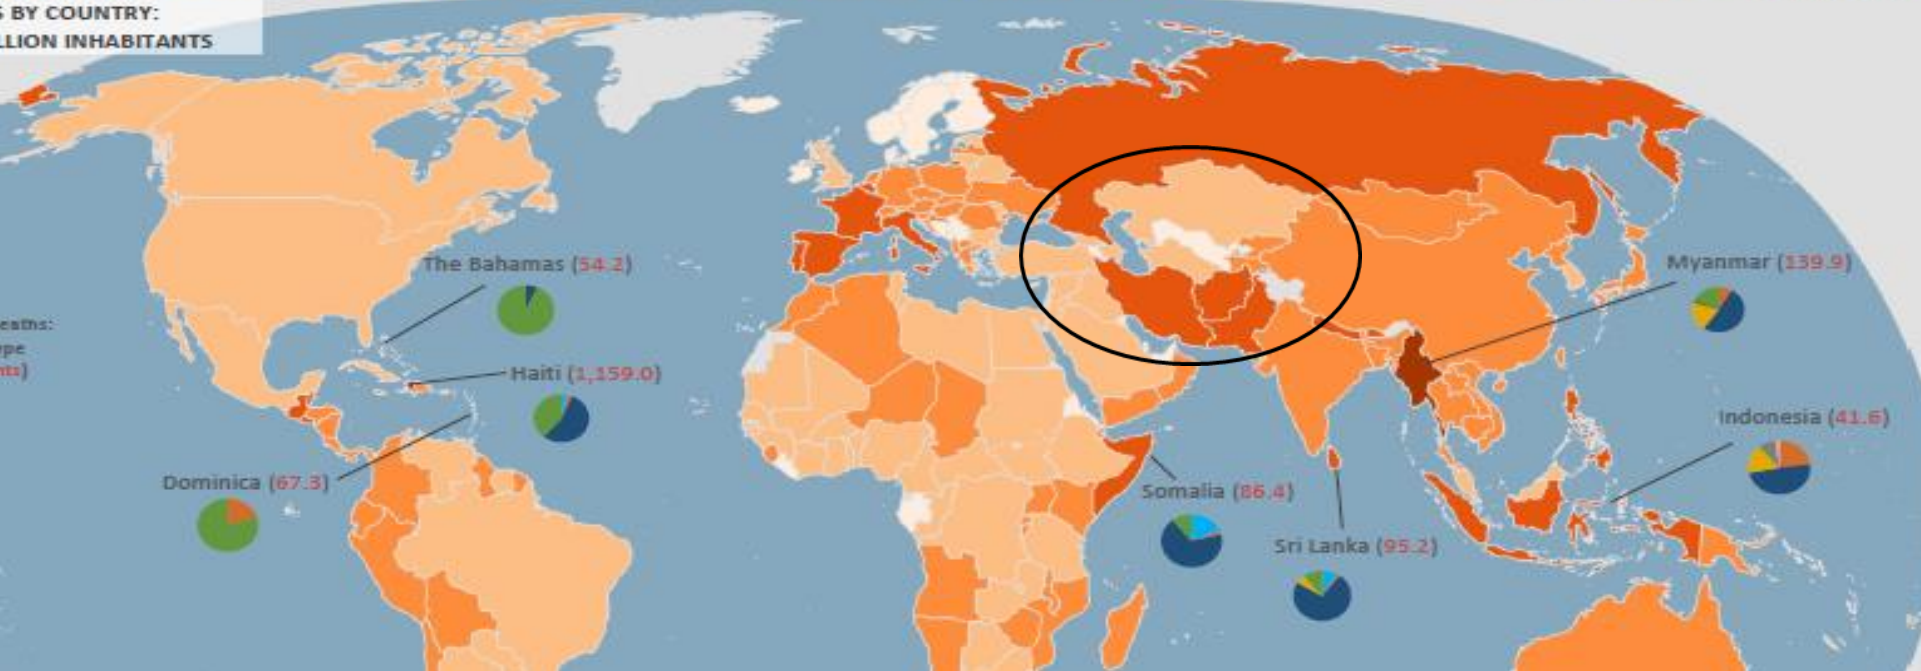 S BY COUNTRY:
LLION INHABITANTS
The Bahamas (54.2)
Myanmar (139.9)
eaths:
pe
nts)
Haiti (1,159.0)
Indonesia (41.6)
Dominica (67.3)
Somalia (86.4)
Sri Lanka (95.2)